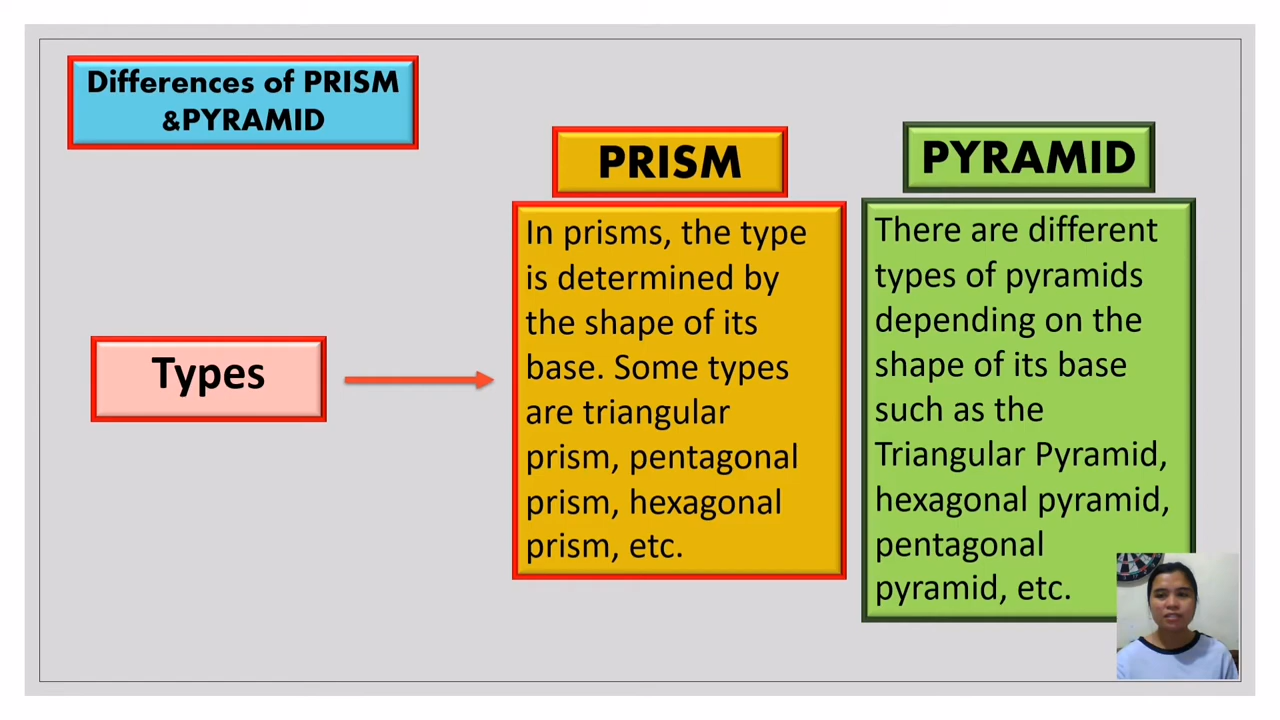 Differences of PRISM
&PYRAMID
PRISM
PYRAMID
Types
In prisms, the type
is determined by
the shape of its
base. Some types
are triangular
prism, pentagonal
prism, hexagonal
prism, etc.
There are different
types of pyramids
depending on the
shape of its base
such as the
Triangular Pyramid,
hexagonal pyramid,
pentagonal
pyramid, etc.